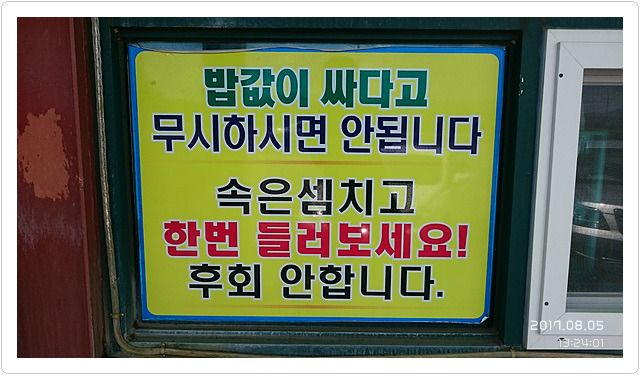 밥값이 싸다고
무시하시면 안됩니다
속은셈치고
한번 들러보세요!
후회 안합니다.
2017.08.05
13:24:01